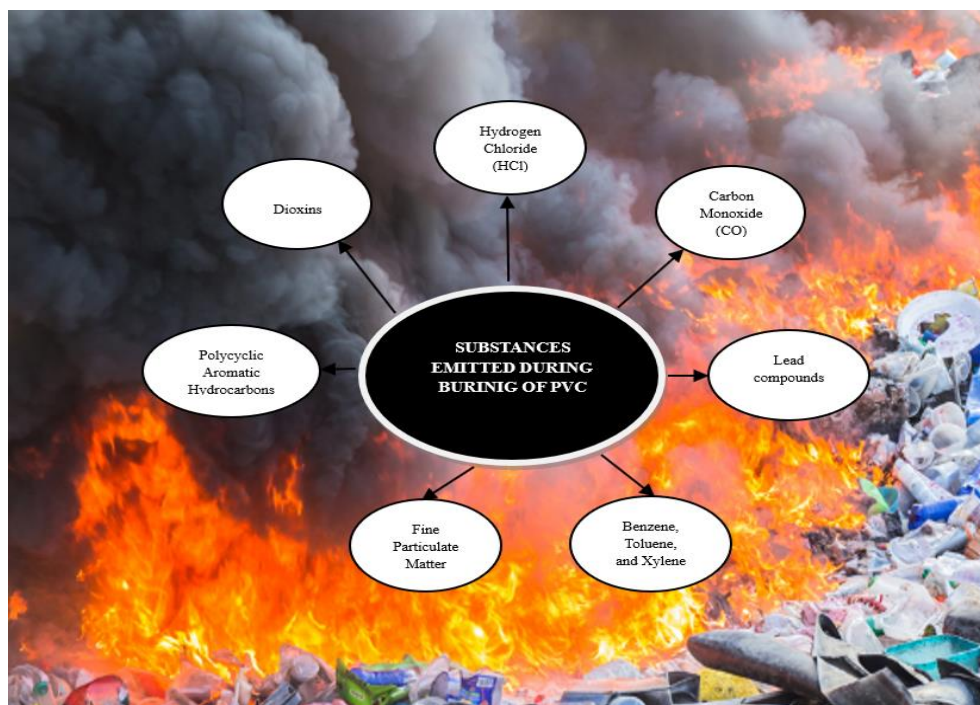 Hydrogen
Chloride
(HCl)
Dioxins
Carbon
Monoxide
(CO)
Polycyclic
Aromatic
Hydrocarbons
SUBSTANCES
EMITTED DURING
BURINIG OF PVC
Lead
compounds
Fine
Particulate
Matter
Benzene,
Toluene,
and Xylene